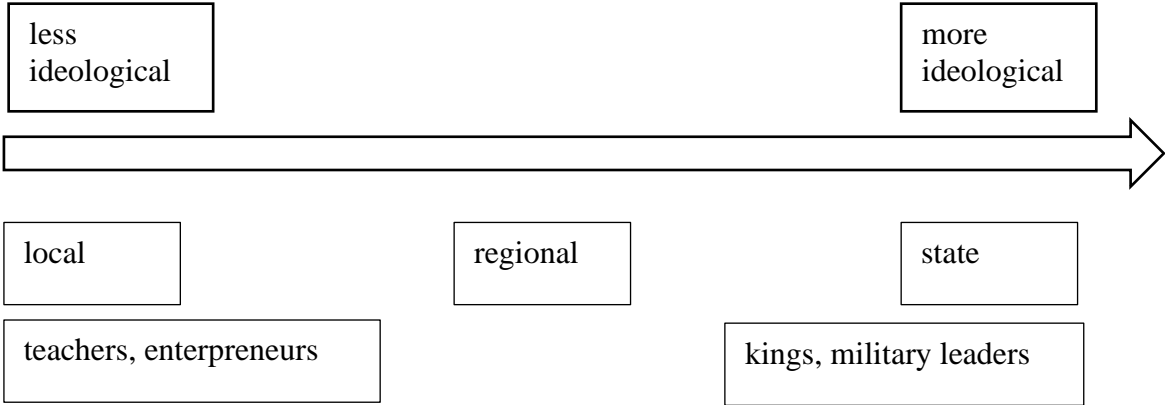 less
ideological
more
ideological
local
regional
state
teachers, enterpreneurs
kings, military leaders